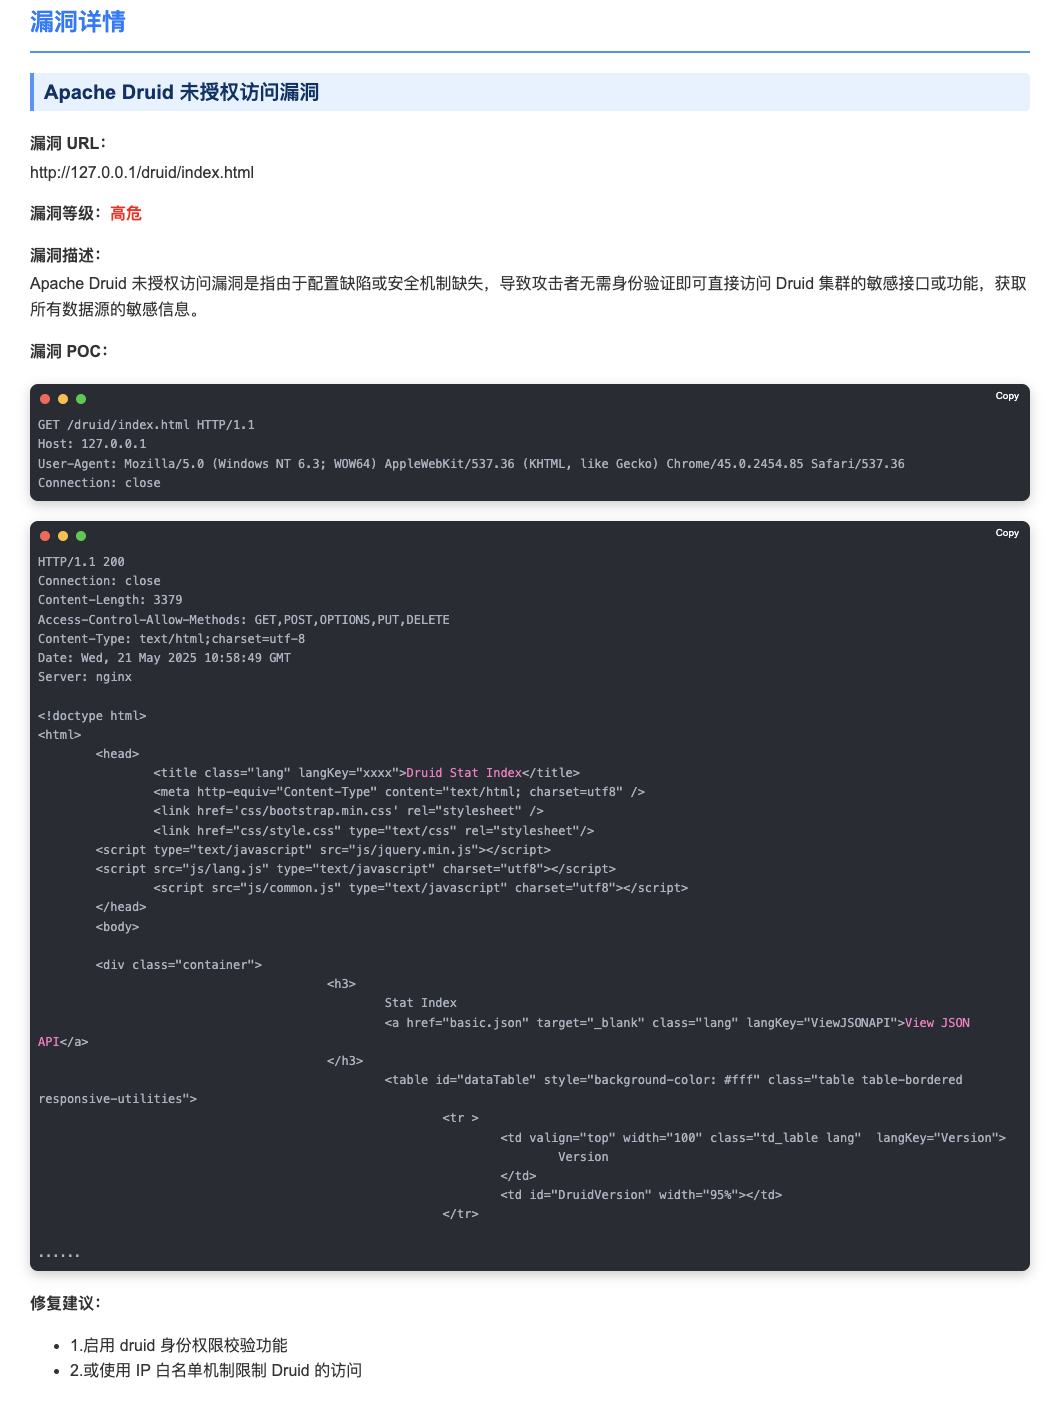 漏洞详情
Apache Druid 未授权访问漏洞
漏洞 URL：
http://127.0.0.1/druid/index.html
漏洞等级：高危
漏洞描述：
Apache Druid 未授权访问漏洞是指由于配置缺陷或安全机制缺失，导致攻击者无需身份验证即可直接访问 Druid 集群的敏感接口或功能，获取
所有数据源的敏感信息。
漏洞 POC：
Copy
GET /druid/index.html HTTP/1.1
Host: 127.0.0.1
User-Agent: Mozilla/5.0 (Windows NT 6.3; WOW64) AppleWebKit/537.36 (KHTML, like Gecko) Chrome/45.0.2454.85 Safari/537.36
Connection: close
Copy
HTTP/1.1 200
Connection: close
Content-Length: 3379
Access-Control-Allow-Methods: GET,POST,OPTIONS,PUT,DELETE
Content-Type: text/html;charset=utf-8
Date: Wed, 21 May 2025 10:58:49 GMT
Server: nginx
<!doctype html>
<html>
<head>
<title class="lang" langKey="xxxx">Druid Stat Index</title>
<meta http-equiv="Content-Type" content="text/html; charset=utf8" />
<link href='css/bootstrap.min.css' rel="stylesheet" />
<link href="css/style.css" type="text/css" rel="stylesheet"/>
<script type="text/javascript" src="js/jquery.min.js"></script>
<script src="js/lang.js" type="text/javascript" charset="utf8"></script>
<script src="js/common.js" type="text/javascript" charset="utf8"></script>
</head>
<body>
<div class="container">
<h3>
Stat Index
<a href="basic.json" target="_blank" class="lang" langKey="ViewJSONAPI">View JSON
API</a>
</h3>
<table id="dataTable" style="background-color: #fff" class="table table-bordered
responsive-utilities">
<tr >
<td valign="top" width="100" class="td_lable lang"  langKey="Version">
Version
</td>
<td id="DruidVersion" width="95%"></td>
</tr>
......
修复建议：
• 1.启用 druid 身份权限校验功能
• 2.或使用 IP 白名单机制限制 Druid 的访问